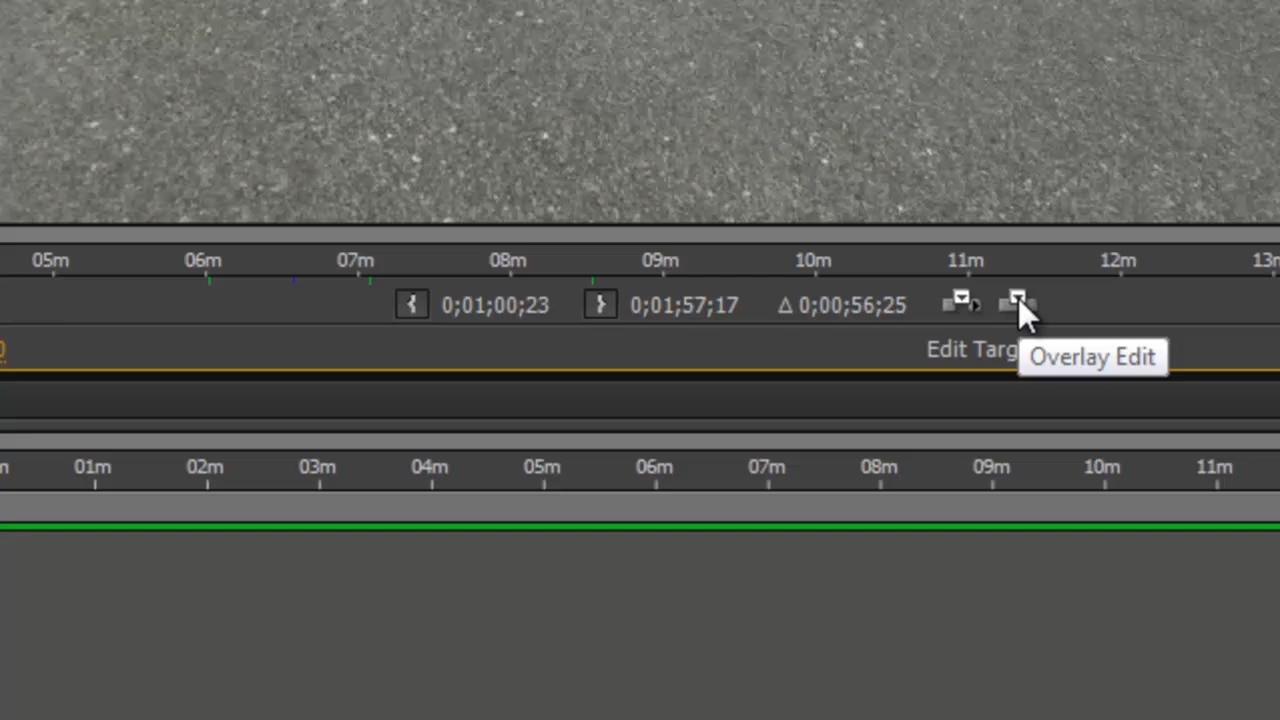 05m 06m 07m 08m 09m 10m 11m 12m
0;01;00;23 0;01;57;17 Δ 0;00;56;25
Edit Targ
Overlay Edit
01m 02m 03m 04m 05m 06m 07m 08m 09m 10m 11m